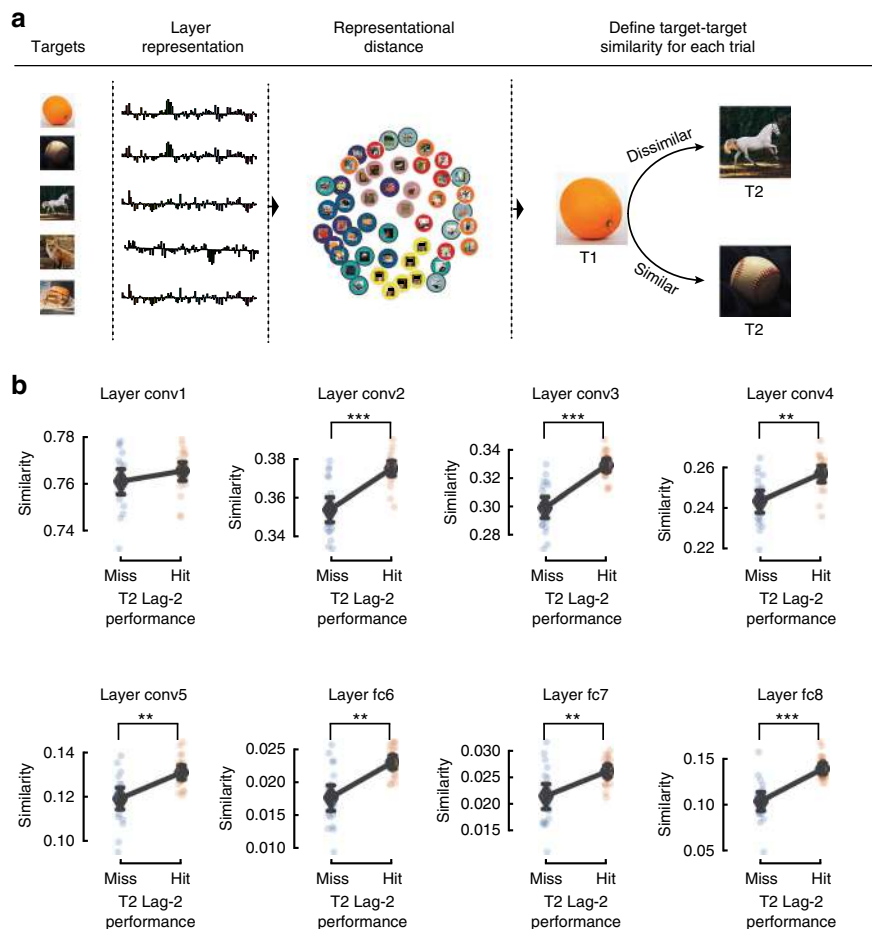 a
Targets
Layer
representation
Representational
distance
Define target-target
similarity for each trial
Dissimilar
T2
T1
Similar
T2
b
Layer conv1
0.78
0.76
0.74
Similarity
Miss Hit
T2 Lag-2
performance
Layer conv2
***
0.38
0.36
0.34
Similarity
Miss Hit
T2 Lag-2
performance
Layer conv3
***
0.34
0.32
0.30
0.28
Similarity
Miss Hit
T2 Lag-2
performance
Layer conv4
**
0.26
0.24
0.22
Similarity
Miss Hit
T2 Lag-2
performance
Layer conv5
**
0.14
0.12
0.10
Similarity
Miss Hit
T2 Lag-2
performance
Layer fc6
**
0.025
0.020
0.015
0.010
Similarity
Miss Hit
T2 Lag-2
performance
Layer fc7
**
0.030
0.025
0.020
0.015
Similarity
Miss Hit
T2 Lag-2
performance
Layer fc8
***
0.15
0.10
0.05
Similarity
Miss Hit
T2 Lag-2
performance